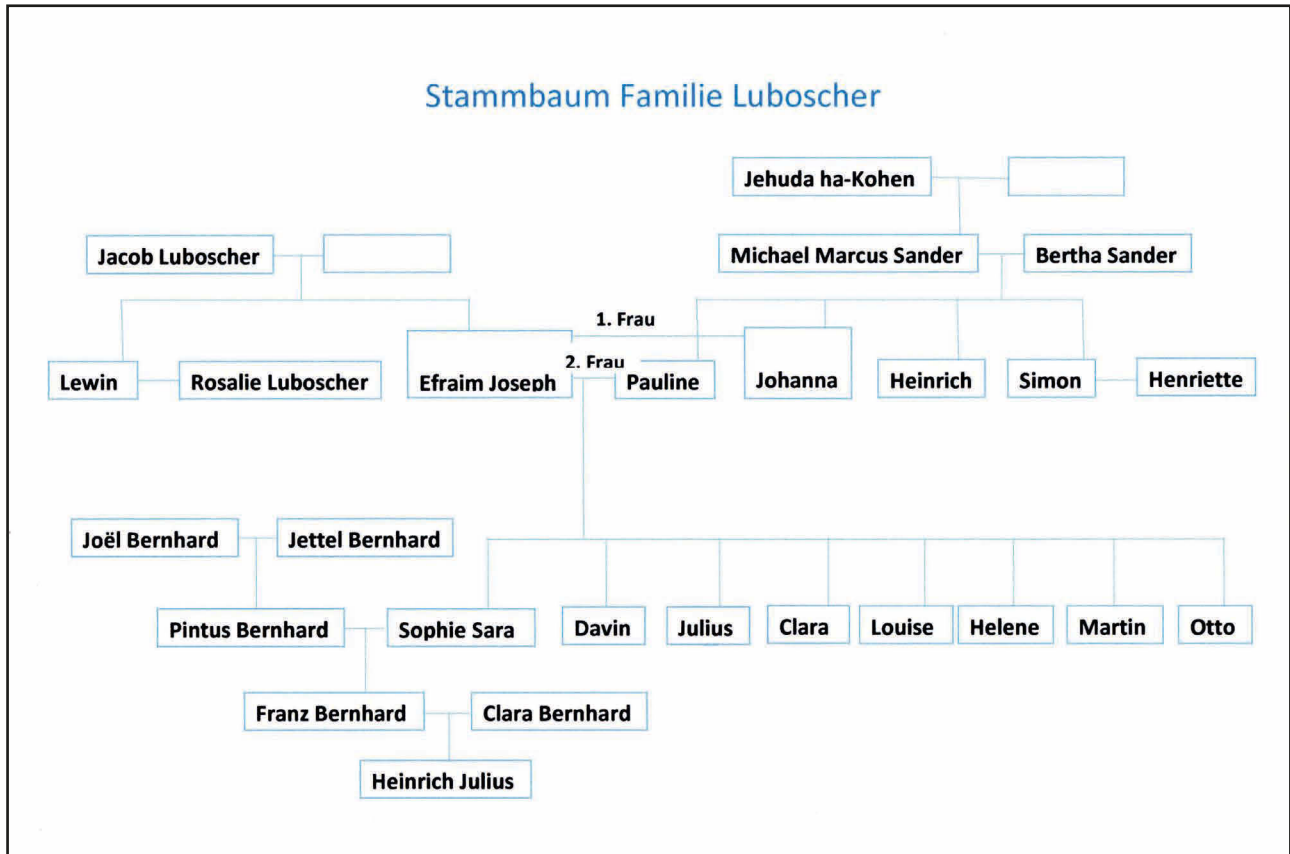 Stammbaum Familie Luboscher
Jehuda ha-Kohen
Jacob Luboscher
Michael Marcus Sander
Bertha Sander
1. Frau
2. Frau
Lewin
Rosalie Luboscher
Efraim Joseph
Pauline
Johanna
Heinrich
Simon
Henriette
Joël Bernhard
Jettel Bernhard
Pintus Bernhard
Sophie Sara
Davin
Julius
Clara
Louise
Helene
Martin
Otto
Franz Bernhard
Clara Bernhard
Heinrich Julius